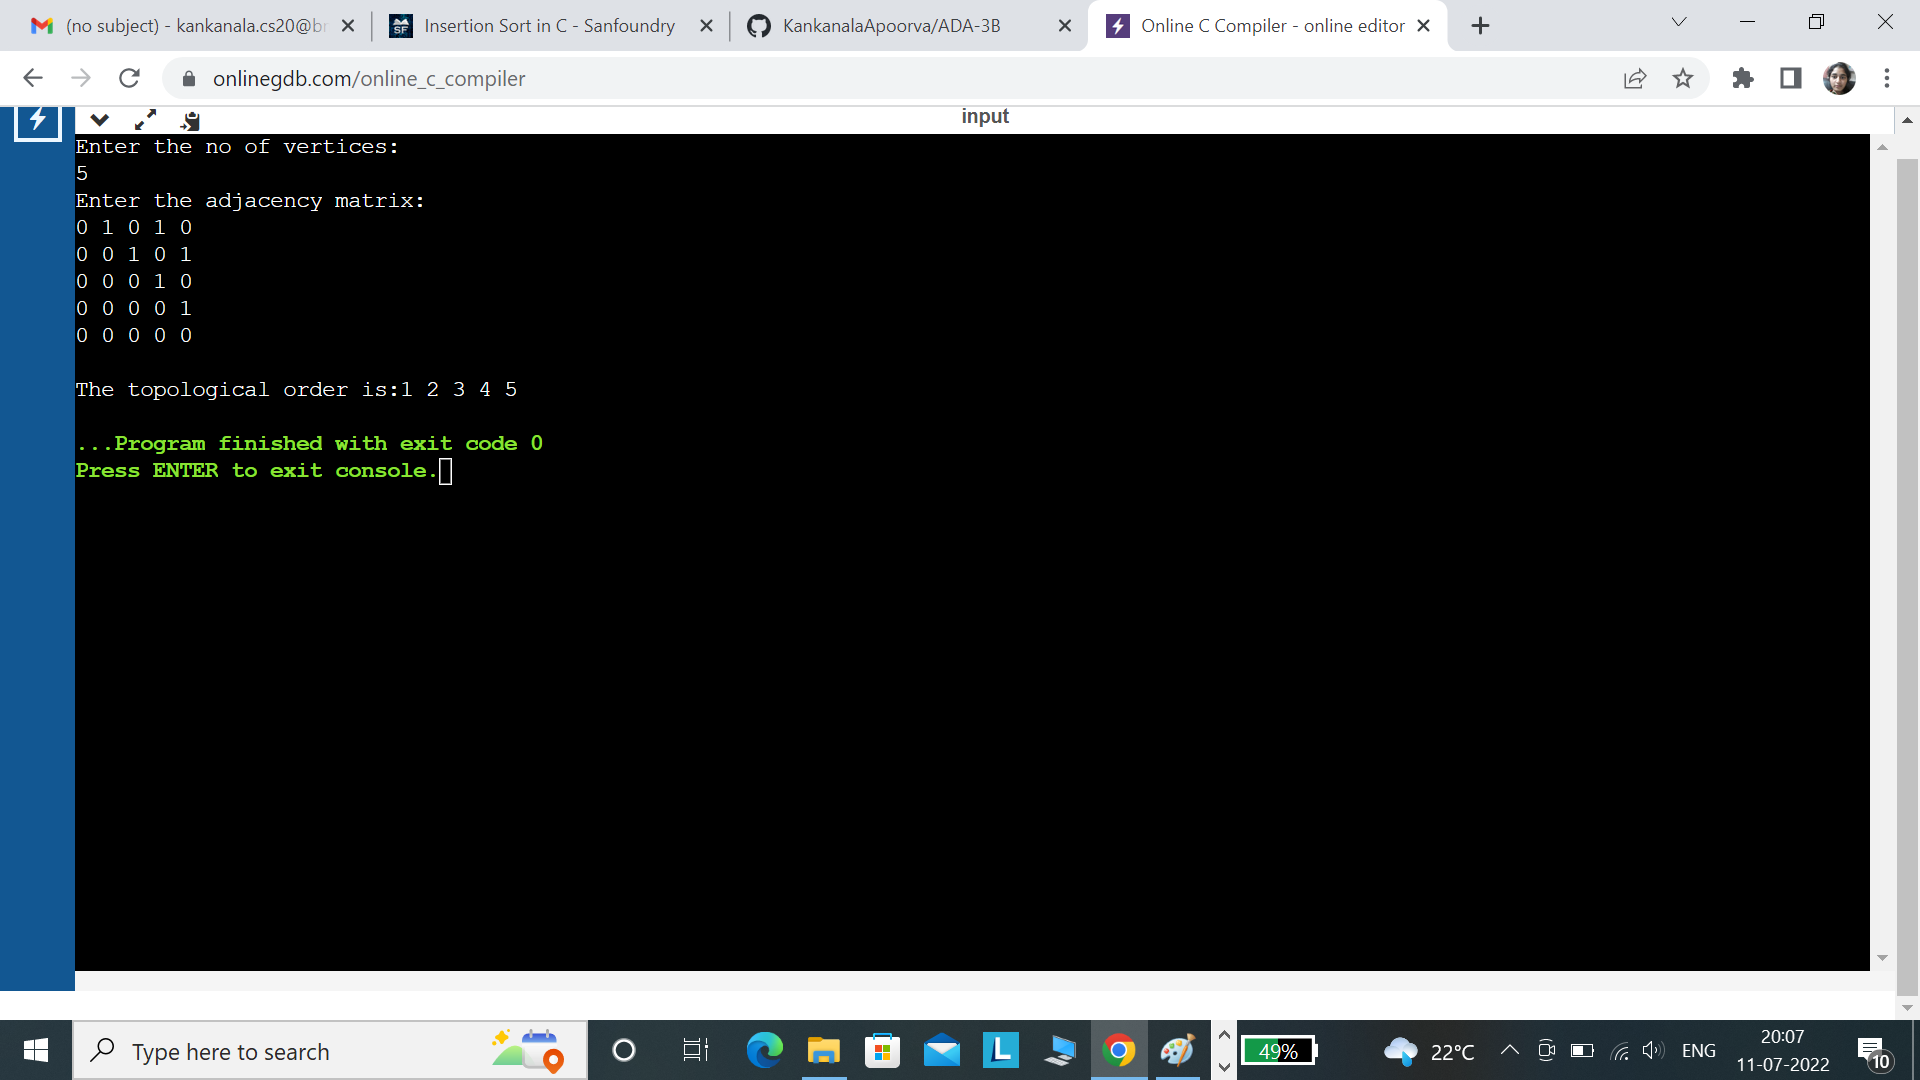 (no subject) - kankanala.cs20@b
Insertion Sort in C - Sanfoundry
KankanalaApoorva/ADA-3B
Online C Compiler - online editor
onlinegdb.com/online_c_compiler
input
Enter the no of vertices:
5
Enter the adjacency matrix:
0 1 0 1 0
0 0 1 0 1
0 0 0 1 0
0 0 0 0 1
0 0 0 0 0
The topological order is:1 2 3 4 5
...Program finished with exit code 0
Press ENTER to exit console.
Type here to search
L
49%
22°C
ENG
20:07
11-07-2022
10